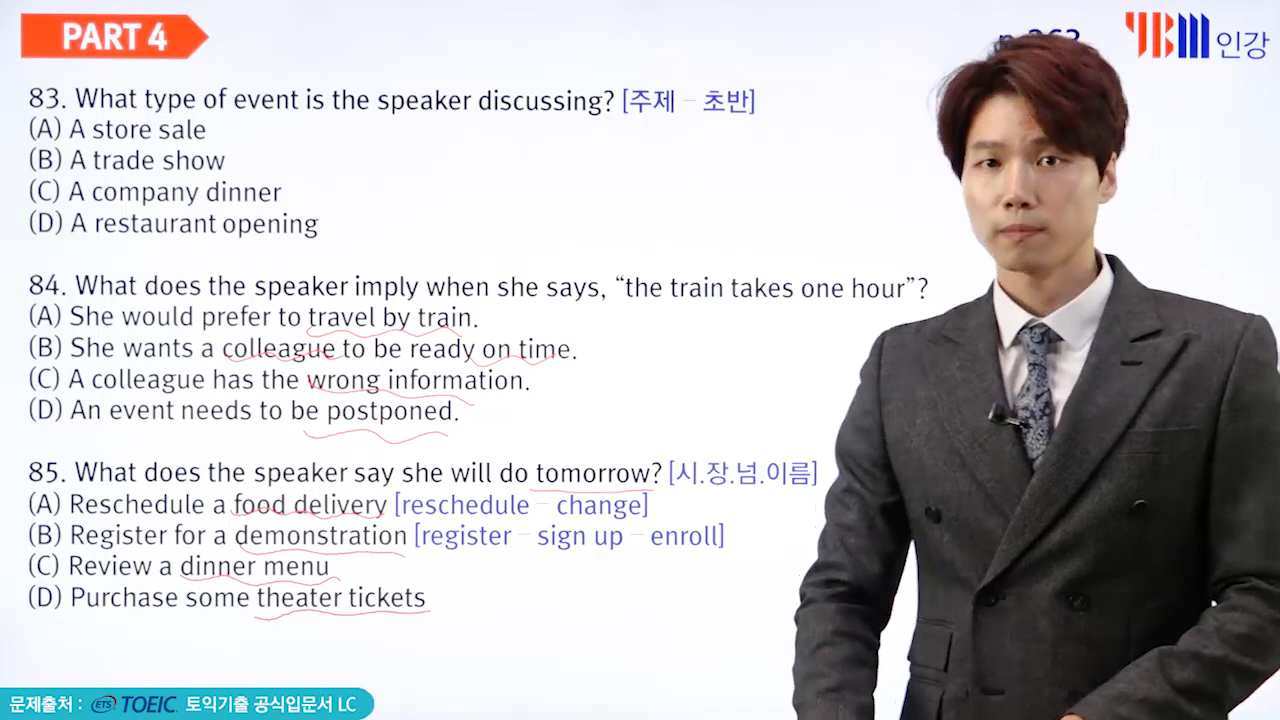 PART 4
YBM 인강
83. What type of event is the speaker discussing? [주제 – 초반]
(A) A store sale
(B) A trade show
(C) A company dinner
(D) A restaurant opening
84. What does the speaker imply when she says, “the train takes one hour”?
(A) She would prefer to travel by train.
(B) She wants a colleague to be ready on time.
(C) A colleague has the wrong information.
(D) An event needs to be postponed.
85. What does the speaker say she will do tomorrow? [시.장.넘.이름]
(A) Reschedule a food delivery [reschedule – change]
(B) Register for a demonstration [register – sign up – enroll]
(C) Review a dinner menu
(D) Purchase some theater tickets
문제출처 : ETS TOEIC 토익기출 공식입문서 LC